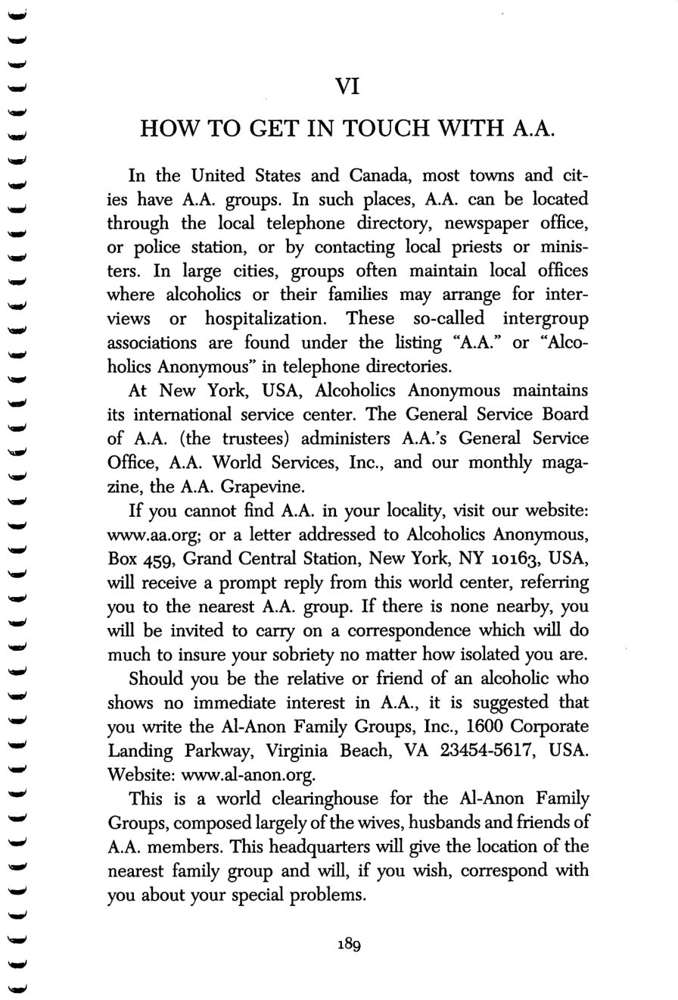 VI
HOW TO GET IN TOUCH WITH A.A.
In the United States and Canada, most towns and cit-
ies have A.A. groups. In such places, A.A. can be located
through the local telephone directory, newspaper office,
or police station, or by contacting local priests or minis-
ters. In large cities, groups often maintain local offices
where alcoholics or their families may arrange for inter-
views or hospitalization. These so-called intergroup
associations are found under the listing “A.A.” or “Alco-
holics Anonymous” in telephone directories.
At New York, USA, Alcoholics Anonymous maintains
its international service center. The General Service Board
of A.A. (the trustees) administers A.A.’s General Service
Office, A.A. World Services, Inc., and our monthly maga-
zine, the A.A. Grapevine.
If you cannot find A.A. in your locality, visit our website:
www.aa.org; or a letter addressed to Alcoholics Anonymous,
Box 459, Grand Central Station, New York, NY 10163, USA,
will receive a prompt reply from this world center, referring
you to the nearest A.A. group. If there is none nearby, you
will be invited to carry on a correspondence which will do
much to insure your sobriety no matter how isolated you are.
Should you be the relative or friend of an alcoholic who
shows no immediate interest in A.A., it is suggested that
you write the Al-Anon Family Groups, Inc., 1600 Corporate
Landing Parkway, Virginia Beach, VA 23454-5617, USA.
Website: www.al-anon.org.
This is a world clearinghouse for the Al-Anon Family
Groups, composed largely of the wives, husbands and friends of
A.A. members. This headquarters will give the location of the
nearest family group and will, if you wish, correspond with
you about your special problems.
189